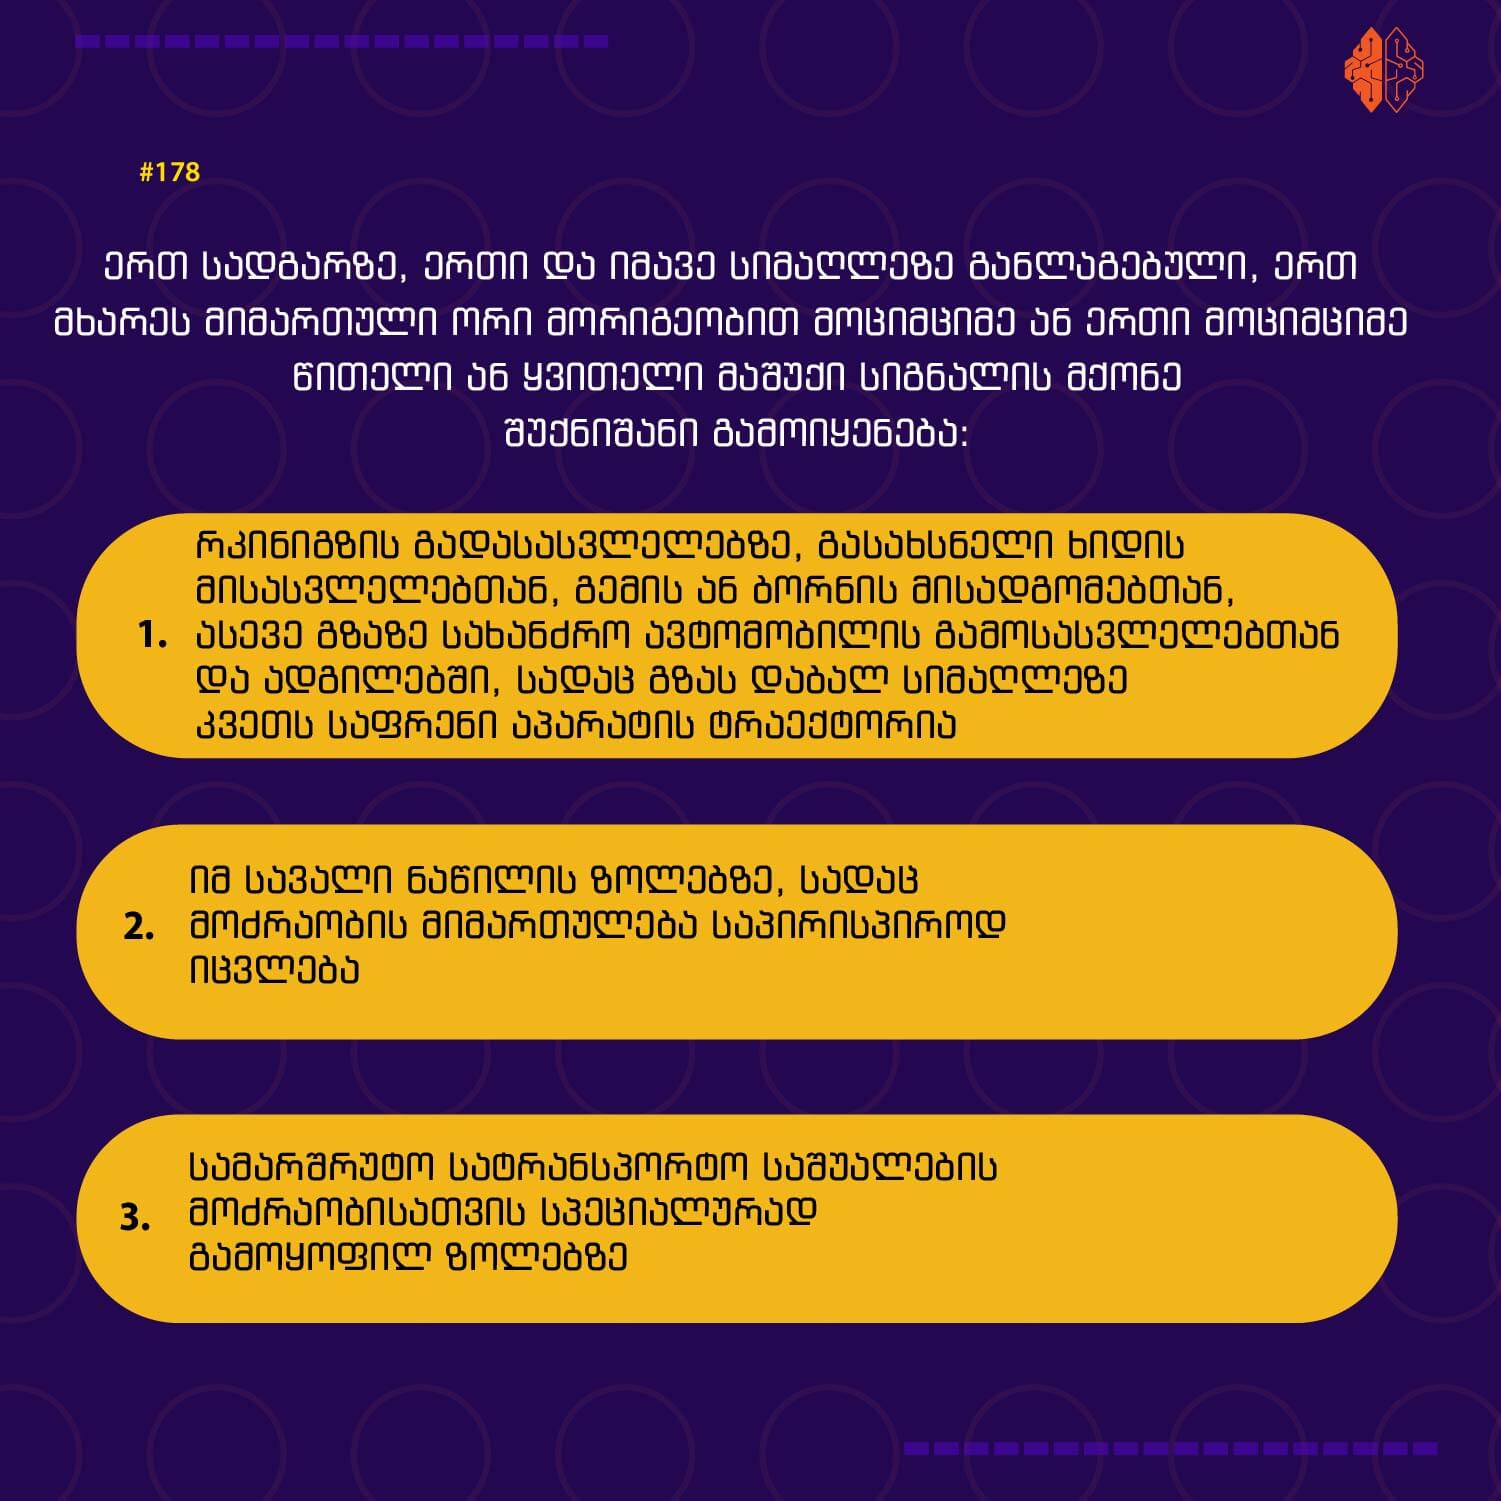 #178
ერთ სადგარზე, ერთი და იმავე სიმაღლეზე განლაგებული, ერთ
მხარეს მიმართული ორი მორიგეობით მოციმციმე ან ერთი მოციმციმე
წითელი ან ყვითელი მაშუქი სიგნალის მქონე
შუქნიშანი გამოიყენება:
რკინიგზის გადასასვლელებზე, გასახსნელი ხიდის
მისასვლელებთან, გემის ან ბორნის მისადგომებთან,
1. ასევე გზაზე სახანძრო ავტომობილის გამოსასვლელებთან
და ადგილებში, სადაც გზას დაბალ სიმაღლეზე
კვეთს საფრენი აპარატის ტრაექტორია
იმ სავალი ნაწილის ზოლებზე, სადაც
2. მოძრაობის მიმართულება საპირისპიროდ
იცვლება
სამარშრუტო სატრანსპორტო საშუალების
3. მოძრაობისათვის სპეციალურად
გამოყოფილ ზოლებზე